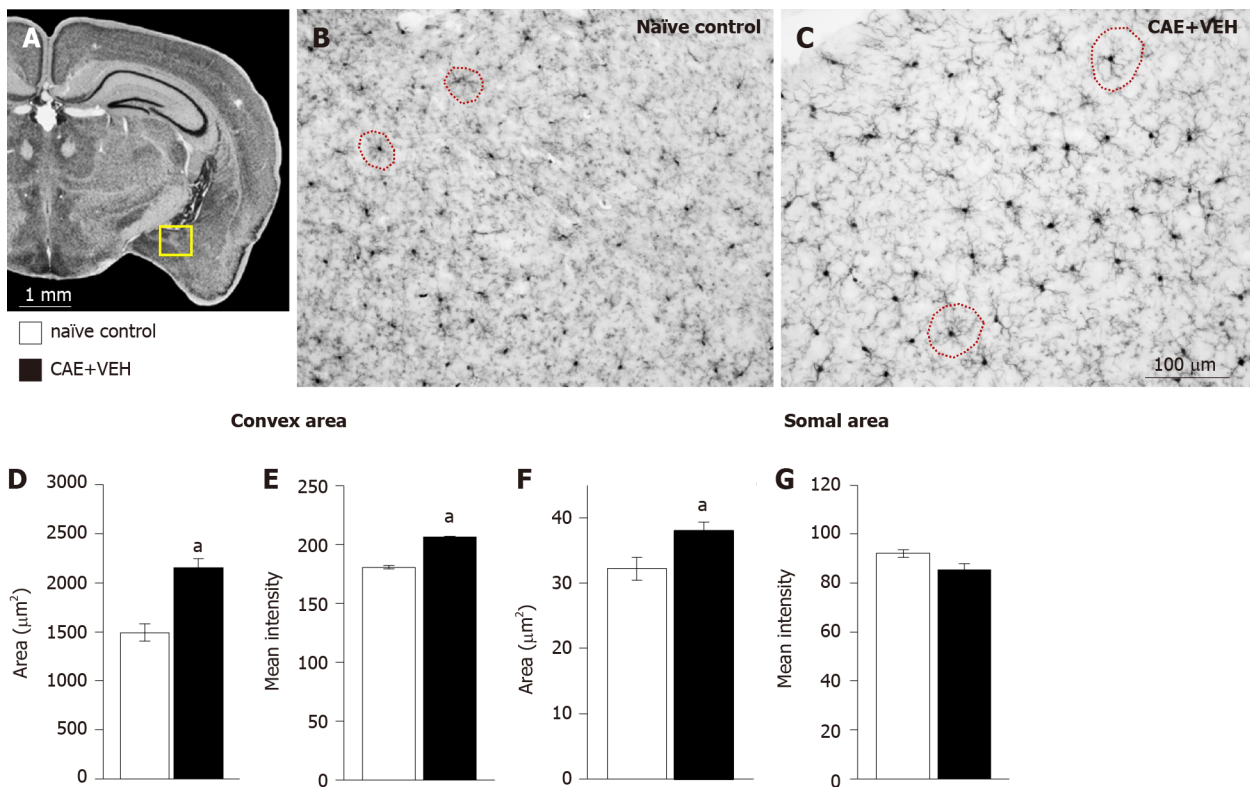 A
B
Naïve control
C
CAE+VEH
1 mm
100 μm
naïve control
CAE+VEH
Convex area
Somal area
D
3000
2500
2000
1500
1000
500
0
Area (μm²)
a
E
250
200
150
100
50
0
Mean intensity
a
F
40
30
20
10
0
Area (μm²)
a
G
120
100
80
60
40
20
0
Mean intensity